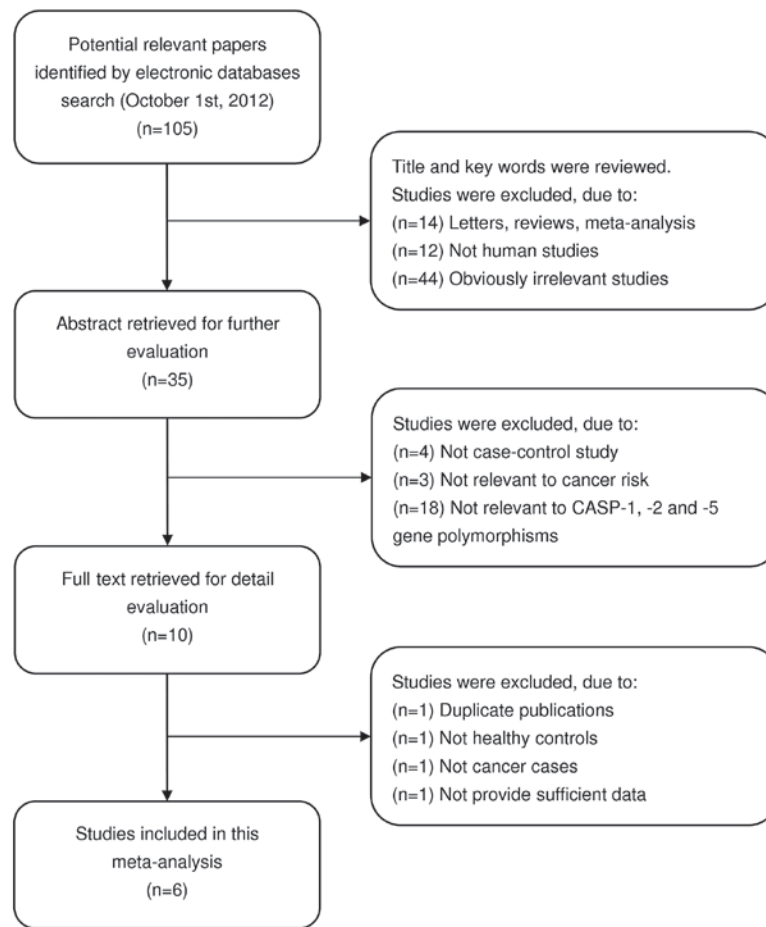 Potential relevant papers
identified by electronic databases
search (October 1st, 2012)
(n=105)
Title and key words were reviewed.
Studies were excluded, due to:
(n=14) Letters, reviews, meta-analysis
(n=12) Not human studies
(n=44) Obviously irrelevant studies
Abstract retrieved for further
evaluation
(n=35)
Studies were excluded, due to:
(n=4) Not case-control study
(n=3) Not relevant to cancer risk
(n=18) Not relevant to CASP-1, -2 and -5
gene polymorphisms
Full text retrieved for detail
evaluation
(n=10)
Studies were excluded, due to:
(n=1) Duplicate publications
(n=1) Not healthy controls
(n=1) Not cancer cases
(n=1) Not provide sufficient data
Studies included in this
meta-analysis
(n=6)